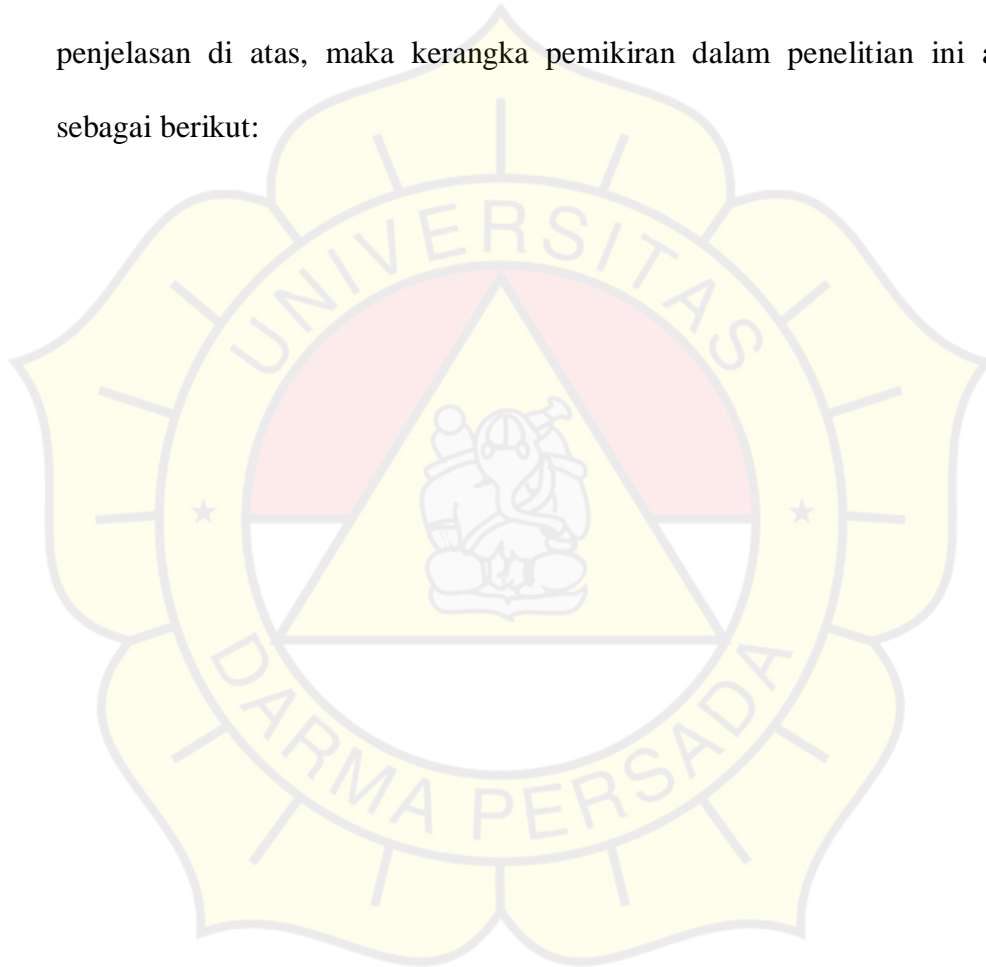 penjelasan di atas, maka kerangka pemikiran dalam penelitian ini a
sebagai berikut:
UNIVERSITAS
DARMA PERSADA